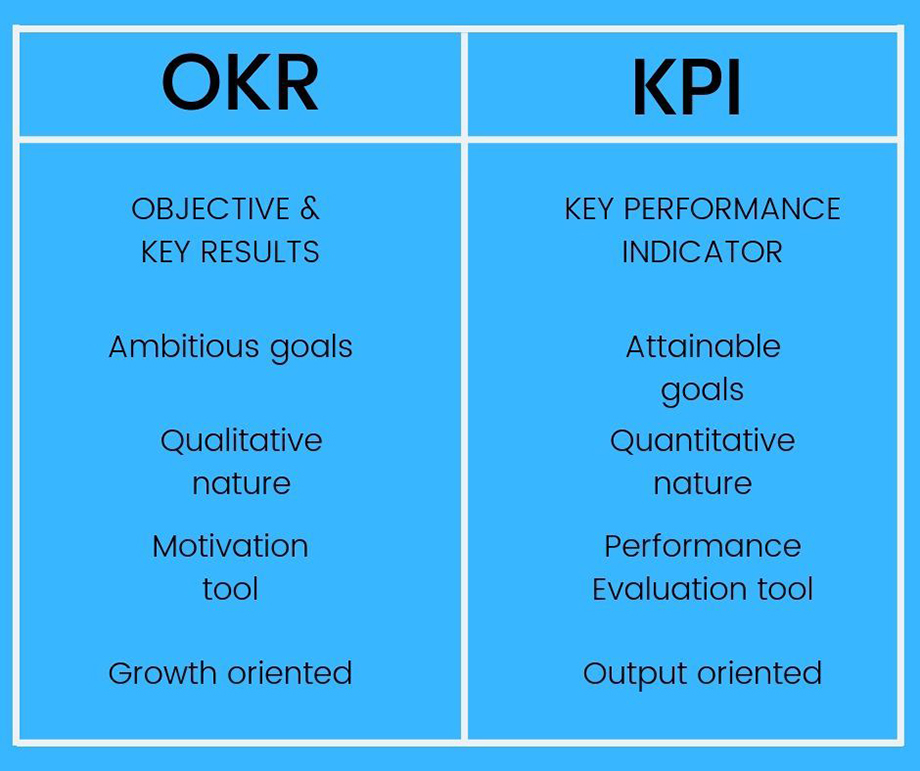 OKR
KPI
OBJECTIVE &
KEY RESULTS
KEY PERFORMANCE
INDICATOR
Ambitious goals
Attainable
goals
Qualitative
nature
Quantitative
nature
Motivation
tool
Performance
Evaluation tool
Growth oriented
Output oriented